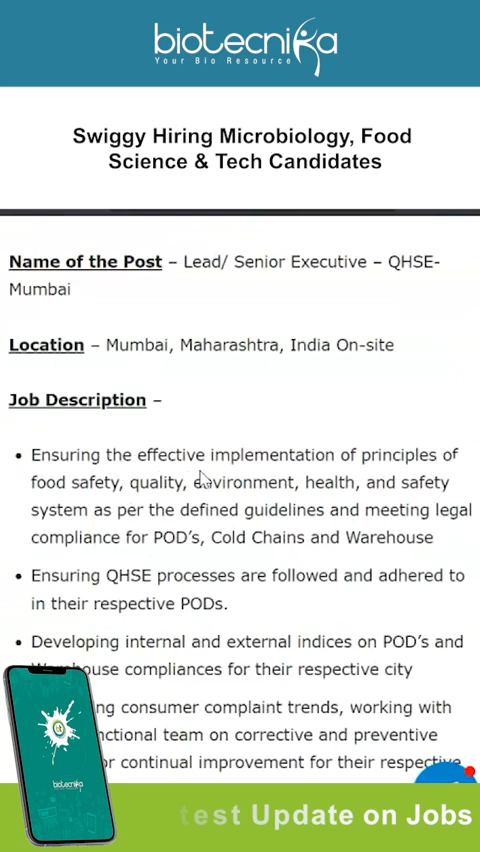 biotecnika
Your Bio Resource
Swiggy Hiring Microbiology, Food
Science & Tech Candidates
Name of the Post – Lead/ Senior Executive – QHSE-
Mumbai
Location – Mumbai, Maharashtra, India On-site
Job Description –
• Ensuring the effective implementation of principles of
food safety, quality, environment, health, and safety
system as per the defined guidelines and meeting legal
compliance for POD’s, Cold Chains and Warehouse
• Ensuring QHSE processes are followed and adhered to
in their respective PODs.
• Developing internal and external indices on POD’s and
Warehouse compliances for their respective city
consumer complaint trends, working with
team on corrective and preventive
continual improvement for their respective
biotecnika
Update on Jobs